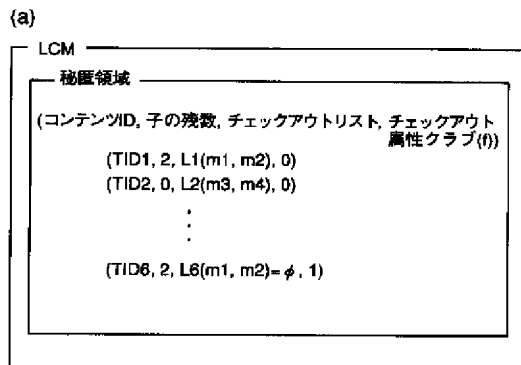 (a)
LCM
秘匿領域
(コンテンツID, 子の残数, チェックアウトリスト, チェックアウト
属性クラブ(f))
(TID1, 2, L1(m1, m2), 0)
(TID2, 0, L2(m3, m4), 0)
(TID6, 2, L6(m1, m2)=φ, 1)